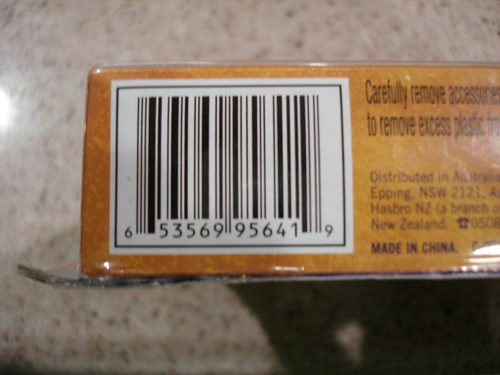 6 53569 95641 9
Carefully remove accessories
to remove excess plastic
Distributed in Australia
Epping, NSW 2121,
Hasbro NZ (a branch
New Zealand. ☎0508
MADE IN CHINA.